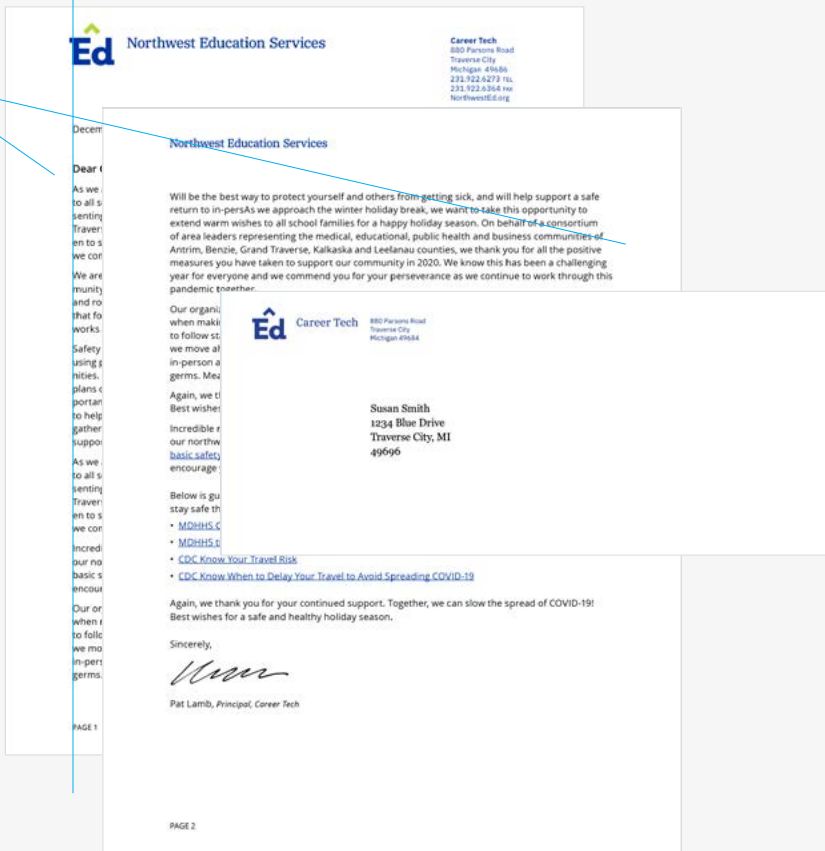 Ed Northwest Education Services
Career Tech
880 Parsons Road
Traverse City
Michigan 49686
231.922.6273 TEL
231.922.6364 FAX
NorthwestEd.org
Decem
Dear
As we
to all s
senting
Travers
en to s
we con
We are
munity
and ro
that fo
works
Safety
using p
nities.
plans o
portan
to help
gather
suppo
As we
to all s
senting
Travers
en to s
we con
Incredi
our no
basic s
encour
Our or
when
to follo
we mo
in-pers
germs.
PAGE 1
Northwest Education Services
Will be the best way to protect yourself and others from getting sick, and will help support a safe
return to in-persAs we approach the winter holiday break, we want to take this opportunity to
extend warm wishes to all school families for a happy holiday season. On behalf of a consortium
of area leaders representing the medical, educational, public health and business communities of
Antrim, Benzie, Grand Traverse, Kalkaska and Leelanau counties, we thank you for all the positive
measures you have taken to support our community in 2020. We know this has been a challenging
year for everyone and we commend you for your perseverance as we continue to work through this
pandemic together.
Our organiz
when maki
to follow st
we move ah
in-person a
germs. Mea
Again, we t
Best wishes
Incredible
our northw
basic safety
encourage
Below is gu
stay safe th
• MDHHS
• MDHHS
• CDC Know Your Travel Risk
• CDC Know When to Delay Your Travel to Avoid Spreading COVID-19
Again, we thank you for your continued support. Together, we can slow the spread of COVID-19!
Best wishes for a safe and healthy holiday season.
Sincerely,
Pat Lamb, Principal, Career Tech
PAGE 2
Ed Career Tech
880 Parsons Road
Traverse City
Michigan 49684
Susan Smith
1234 Blue Drive
Traverse City, MI
49696